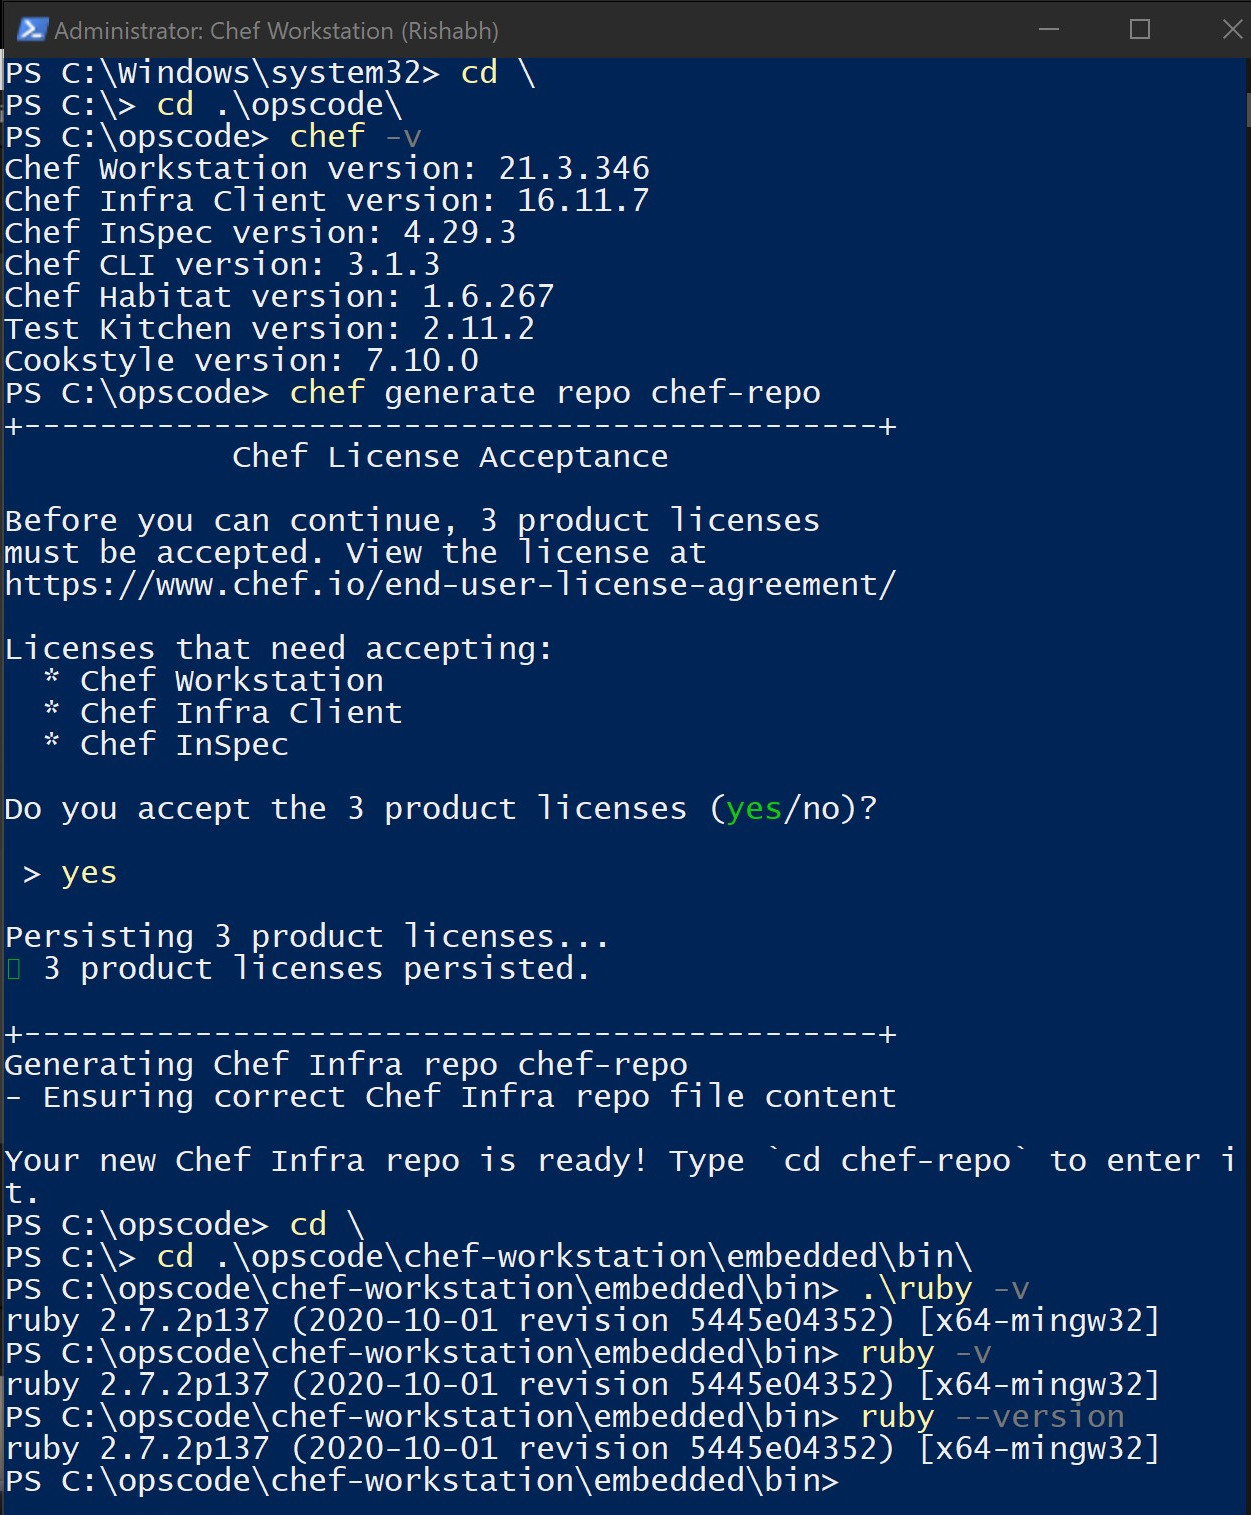 Administrator: Chef Workstation (Rishabh)
PS C:\Windows\system32> cd \
PS C:\> cd .\opscode\
PS C:\opscode> chef -v
Chef Workstation version: 21.3.346
Chef Infra Client version: 16.11.7
Chef InSpec version: 4.29.3
Chef CLI version: 3.1.3
Chef Habitat version: 1.6.267
Test Kitchen version: 2.11.2
Cookstyle version: 7.10.0
PS C:\opscode> chef generate repo chef-repo
+---------------------------------------------+
Chef License Acceptance
Before you can continue, 3 product licenses
must be accepted. View the license at
https://www.chef.io/end-user-license-agreement/
Licenses that need accepting:
* Chef Workstation
* Chef Infra Client
* Chef InSpec
Do you accept the 3 product licenses (yes/no)?
> yes
Persisting 3 product licenses...
▯ 3 product licenses persisted.
+---------------------------------------------+
Generating Chef Infra repo chef-repo
- Ensuring correct Chef Infra repo file content
Your new Chef Infra repo is ready! Type `cd chef-repo` to enter i
t.
PS C:\opscode> cd \
PS C:\> cd .\opscode\chef-workstation\embedded\bin\
PS C:\opscode\chef-workstation\embedded\bin> .\ruby -v
ruby 2.7.2p137 (2020-10-01 revision 5445e04352) [x64-mingw32]
PS C:\opscode\chef-workstation\embedded\bin> ruby -v
ruby 2.7.2p137 (2020-10-01 revision 5445e04352) [x64-mingw32]
PS C:\opscode\chef-workstation\embedded\bin> ruby --version
ruby 2.7.2p137 (2020-10-01 revision 5445e04352) [x64-mingw32]
PS C:\opscode\chef-workstation\embedded\bin>